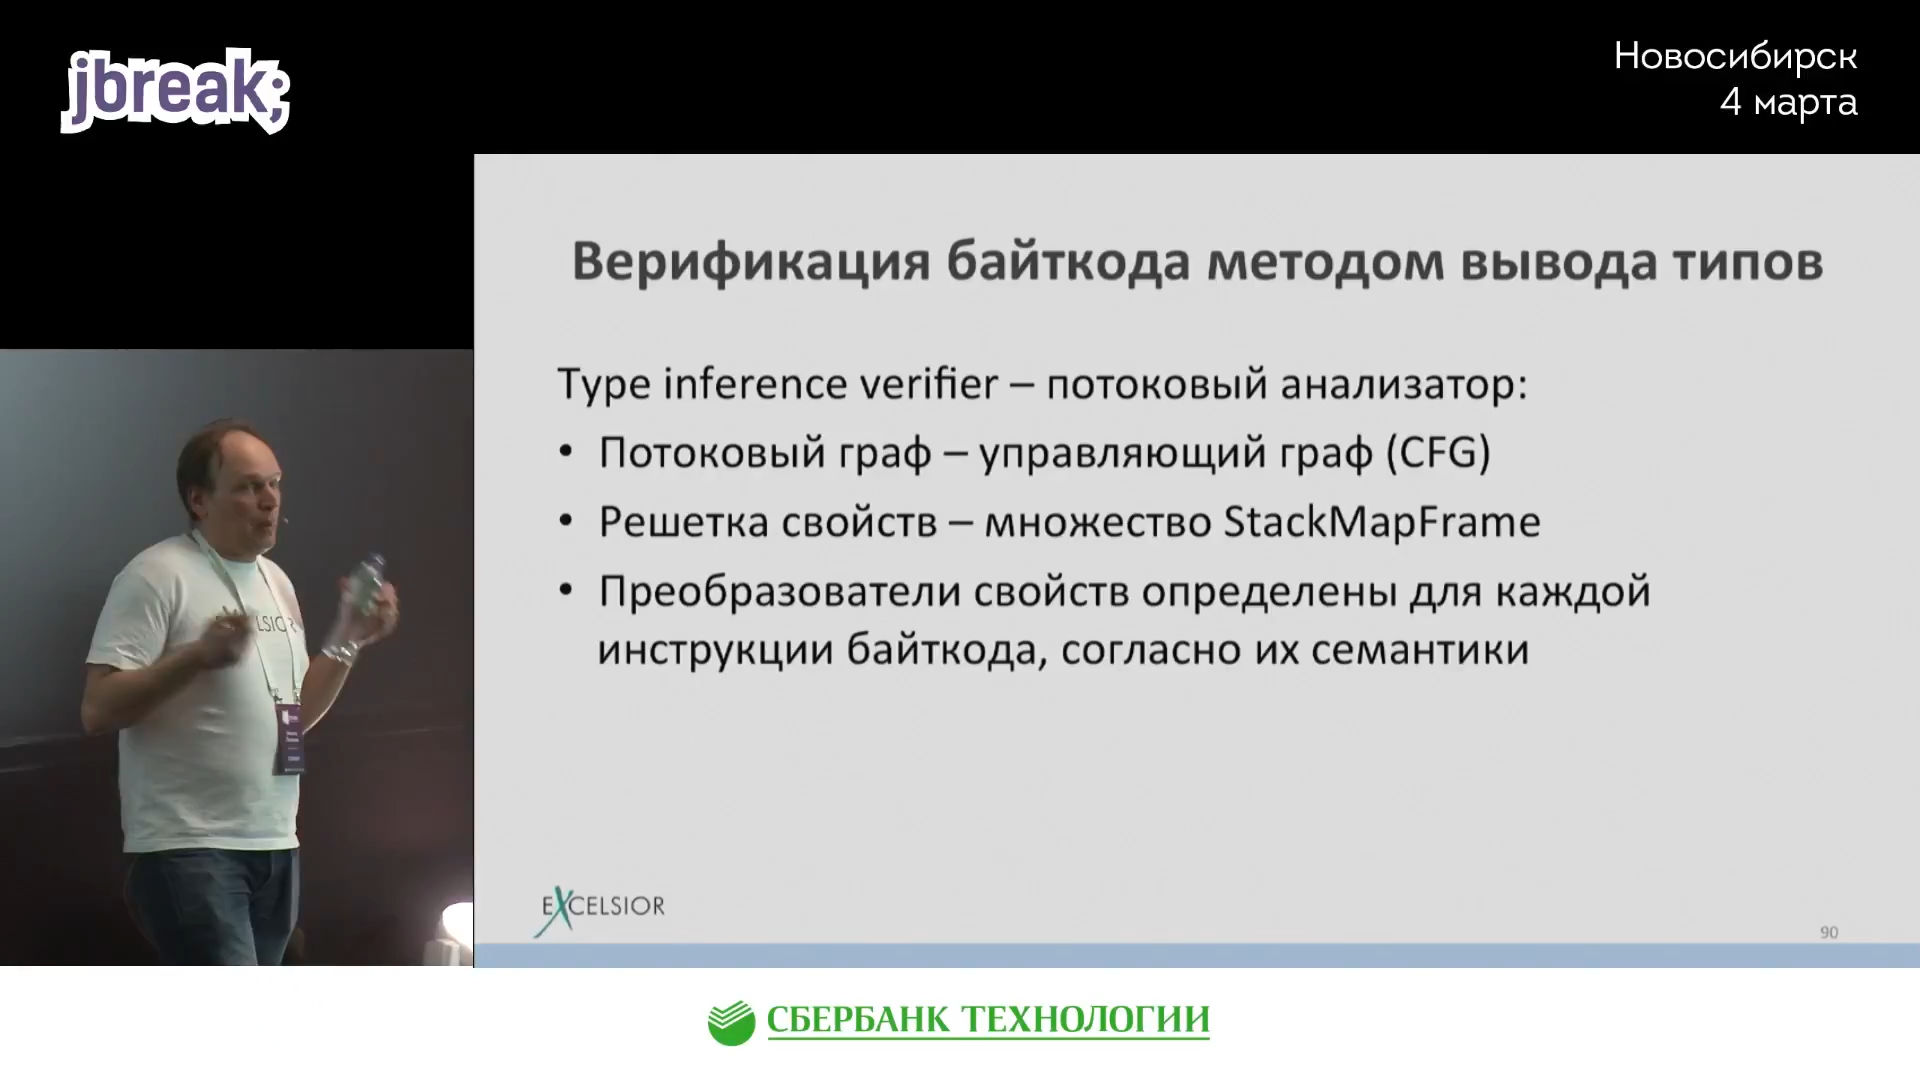 jbreak;
Новосибирск
4 марта
Верификация байткода методом вывода типов
Type inference verifier – потоковый анализатор:
• Потоковый граф – управляющий граф (CFG)
• Решетка свойств – множество StackMapFrame
• Преобразователи свойств определены для каждой
инструкции байткода, согласно их семантики
EXCELSIOR
90
СБЕРБАНК ТЕХНОЛОГИИ